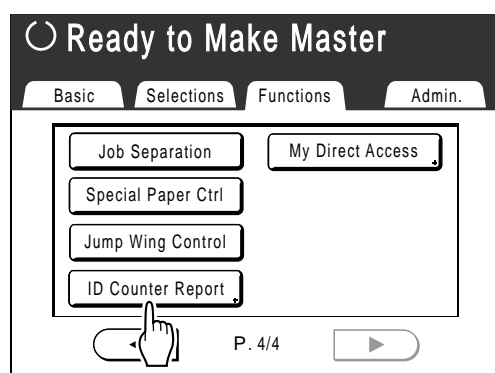 Ready to Make Master
Basic Selections Functions Admin.
Job Separation My Direct Access
Special Paper Ctrl
Jump Wing Control
ID Counter Report
P. 4/4